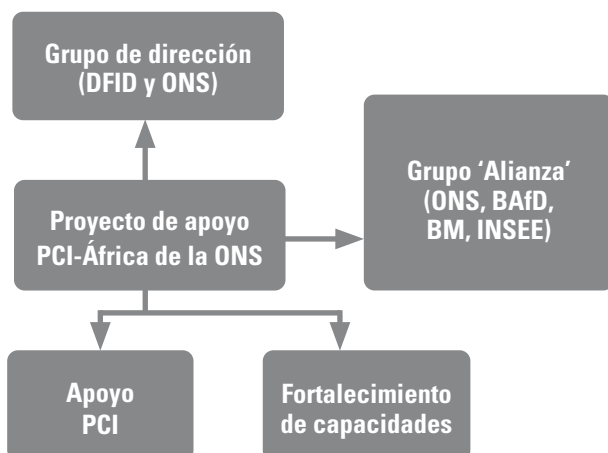 Grupo de dirección
(DFID y ONS)
Grupo ‘Alianza’
(ONS, BAfD,
BM, INSEE)
Proyecto de apoyo
PCI-África de la ONS
Apoyo
PCI
Fortalecimiento
de capacidades